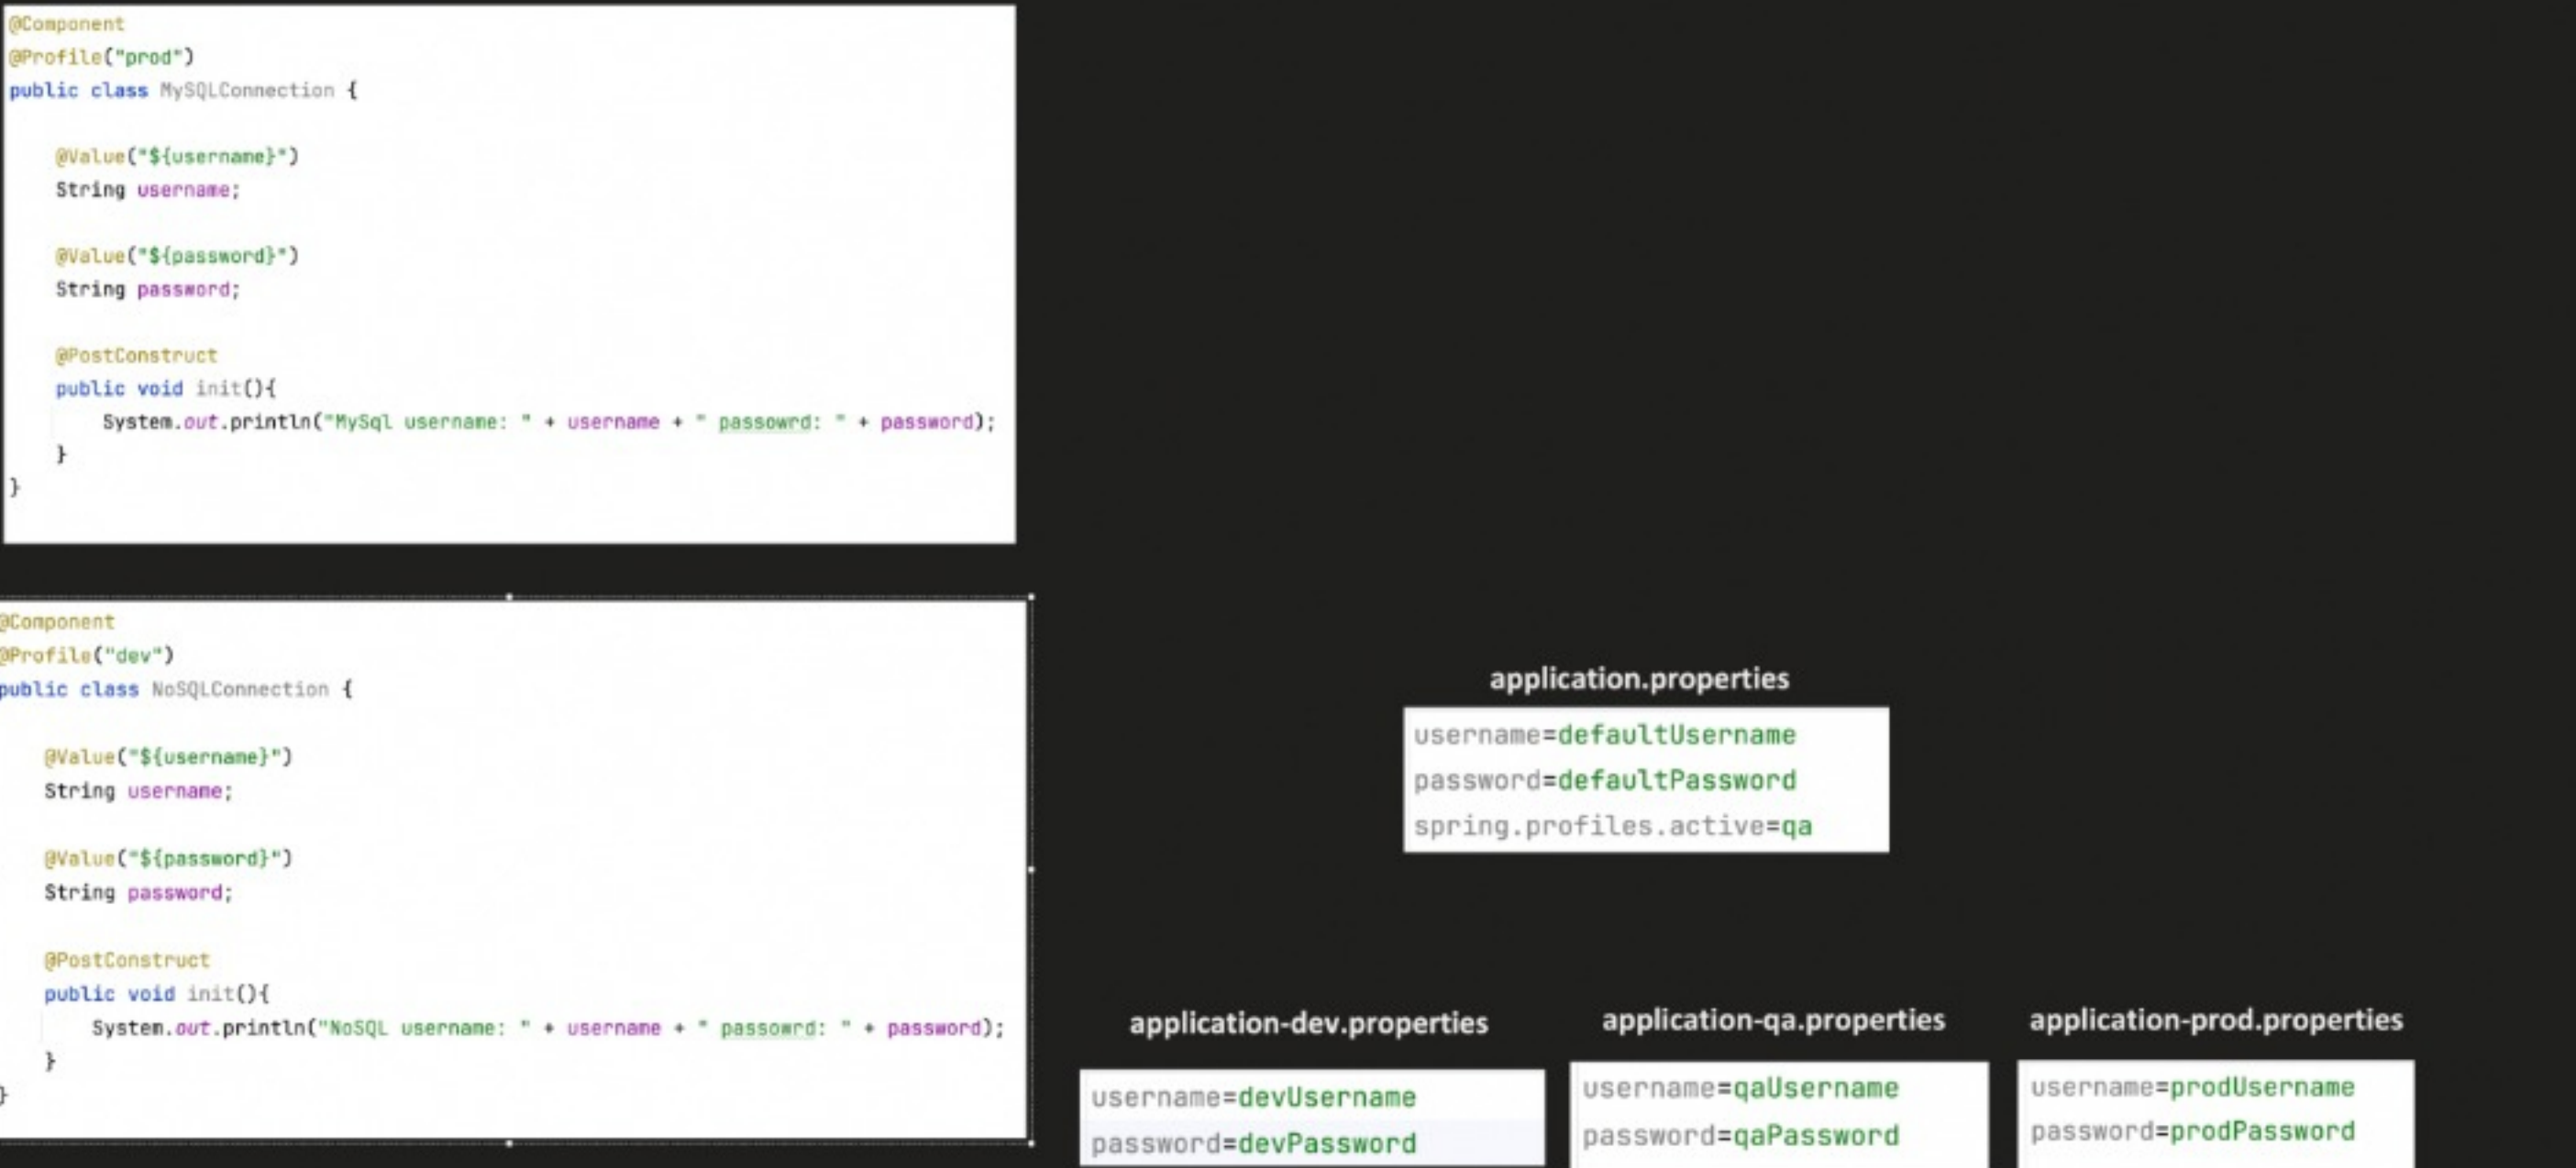 @Component
@Profile("prod")
public class MySQLConnection {
@Value("${username}")
String username;
@Value("${password}")
String password;
@PostConstruct
public void init(){
System.out.println("MySql username: " + username + " passowrd: " + password);
}
}
@Component
@Profile("dev")
public class NoSQLConnection {
@Value("${username}")
String username;
@Value("${password}")
String password;
@PostConstruct
public void init(){
System.out.println("NoSQL username: " + username + " passowrd: " + password);
}
}
application.properties
username=defaultUsername
password=defaultPassword
spring.profiles.active=qa
application-dev.properties
username=devUsername
password=devPassword
application-qa.properties
username=qaUsername
password=qaPassword
application-prod.properties
username=prodUsername
password=prodPassword